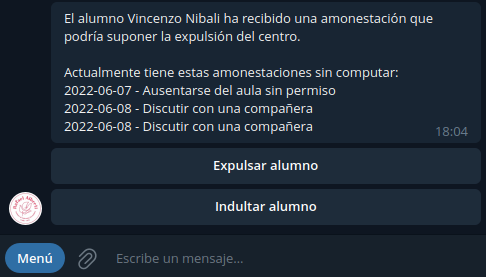 El alumno Vincenzo Nibali ha recibido una amonestación que
podría suponer la expulsión del centro.
Actualmente tiene estas amonestaciones sin computar:
2022-06-07 - Ausentarse del aula sin permiso
2022-06-08 - Discutir con una compañera
2022-06-08 - Discutir con una compañera
18:04
Expulsar alumno
Indultar alumno
Menú
Escribe un mensaje...